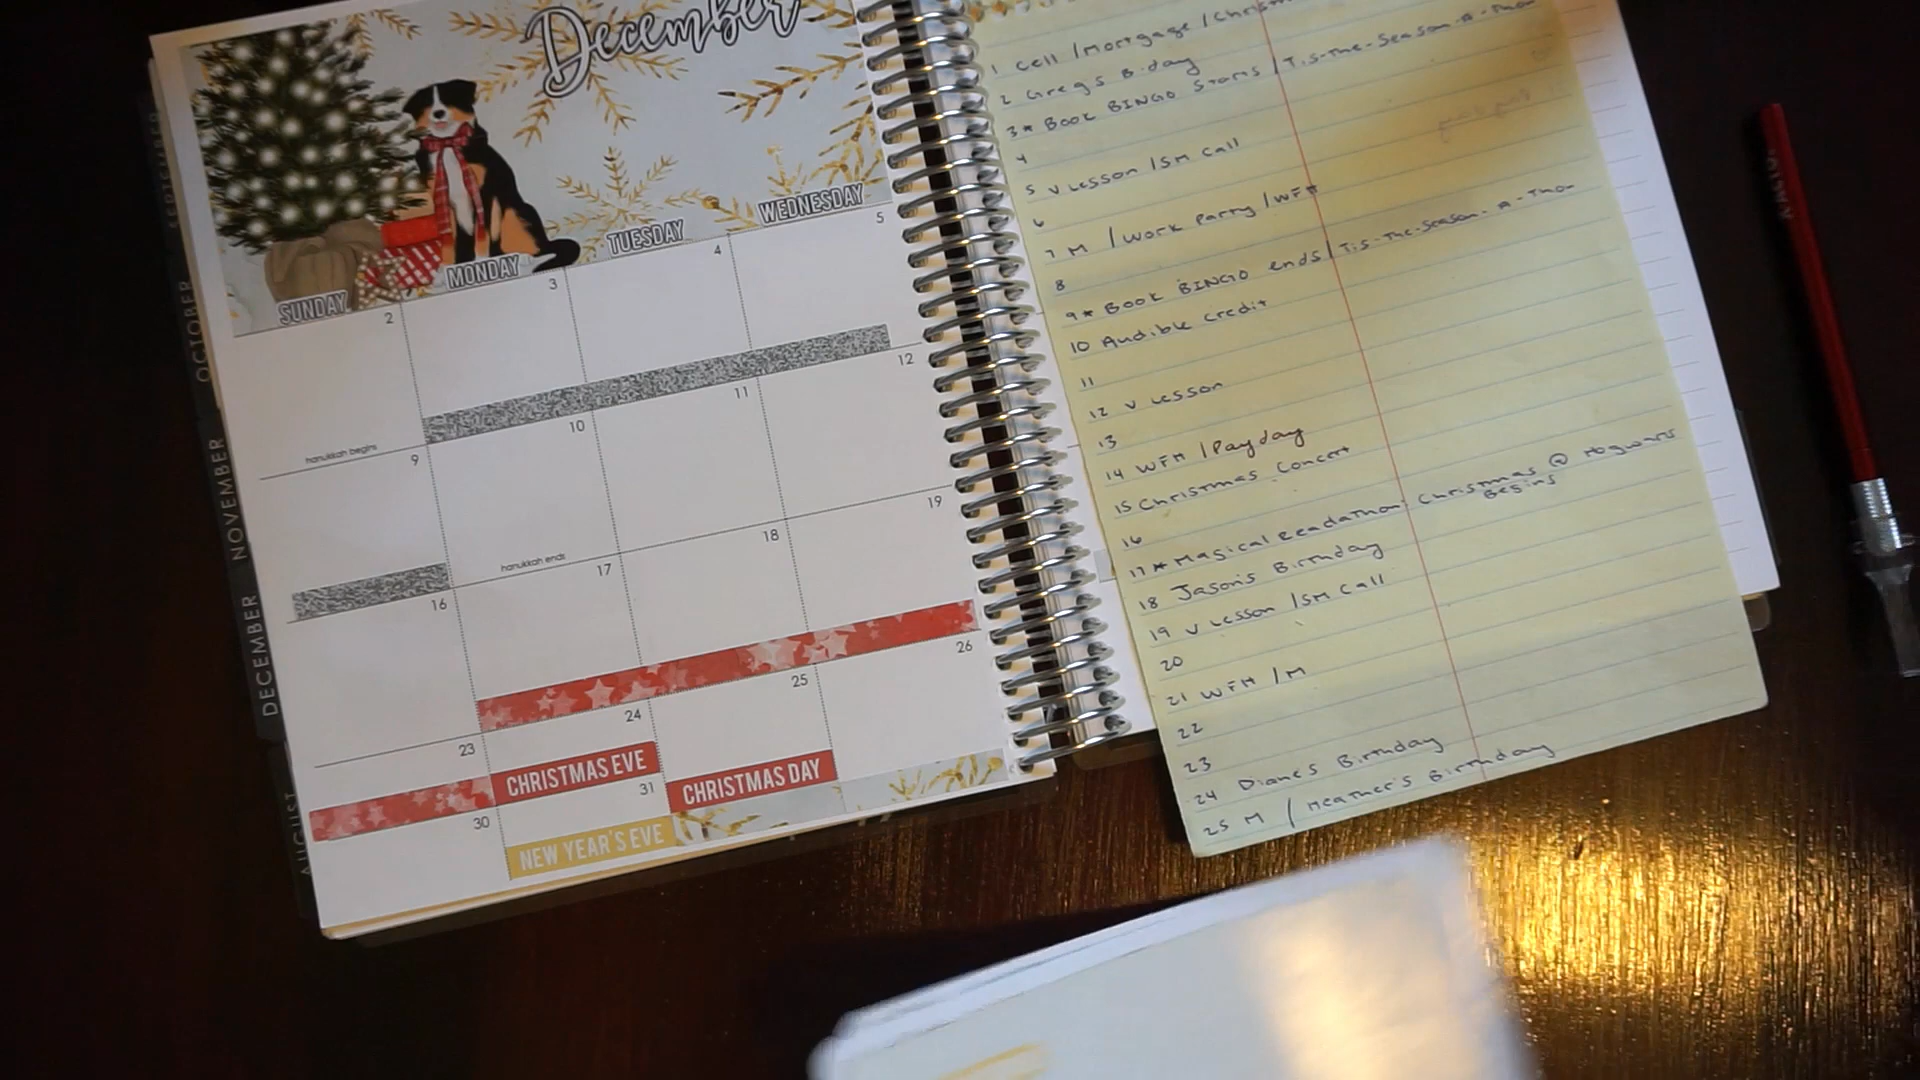 December
SUNDAY
MONDAY
TUESDAY
WEDNESDAY
2
3
4
5
hanukkah begins
9
10
11
12
hanukkah ends
16
17
18
19
23
24
25
26
CHRISTMAS EVE
CHRISTMAS DAY
30
31
NEW YEAR'S EVE
SEPTEMBER
OCTOBER
NOVEMBER
DECEMBER
AUGUST
1 Cell / Mortgage /
2 Gregs B-day
3* Book BINGO Starts / Tis-the-Season-A-Thon
4
5 V Lesson / SM Call
6
7 M / Work Party / WFH
8
9* Book BINGO ends / Tis-The-Season-A-Thon
10 Audible Credit
11
12 V Lesson
13
14 WFH / Payday
15 Christmas Concert
16
17* Magical Readathon: Christmas @ Hogwarts
Begins
18 Jason's Birthday
19 V Lesson / SM Call
20
21 WFH / M
22
23
24 Diane's Birthday
25 M / Heather's Birthday